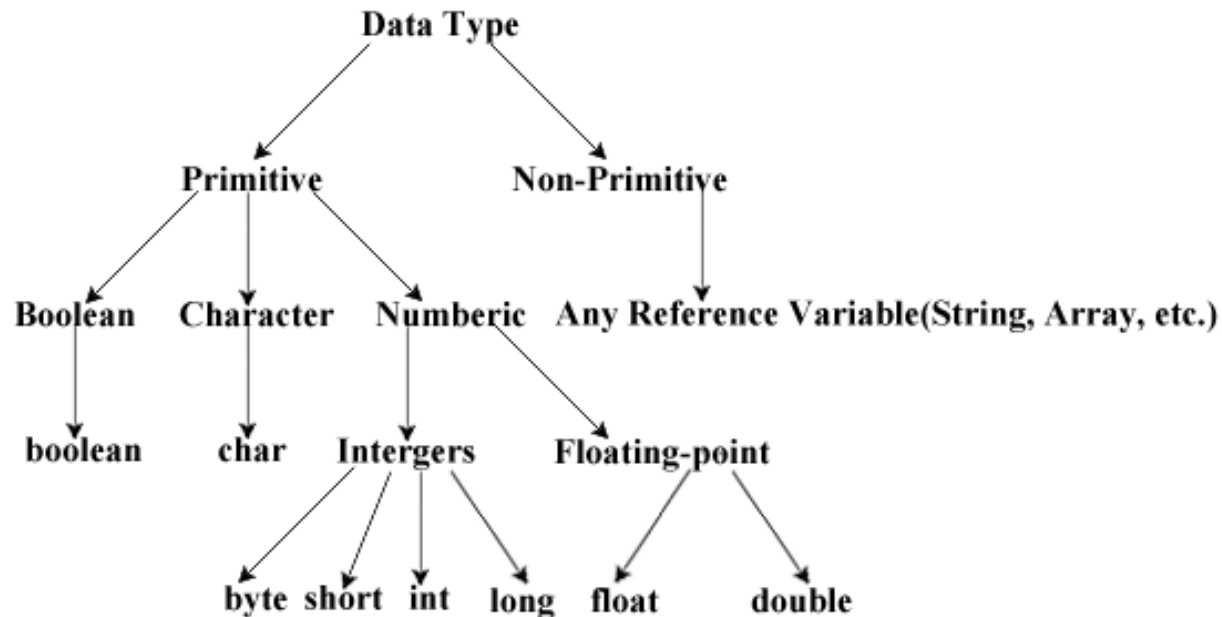 Data Type
Primitive Non-Primitive
Boolean Character Numberic Any Reference Variable(String, Array, etc.)
boolean char Intergers Floating-point
byte short int long float double